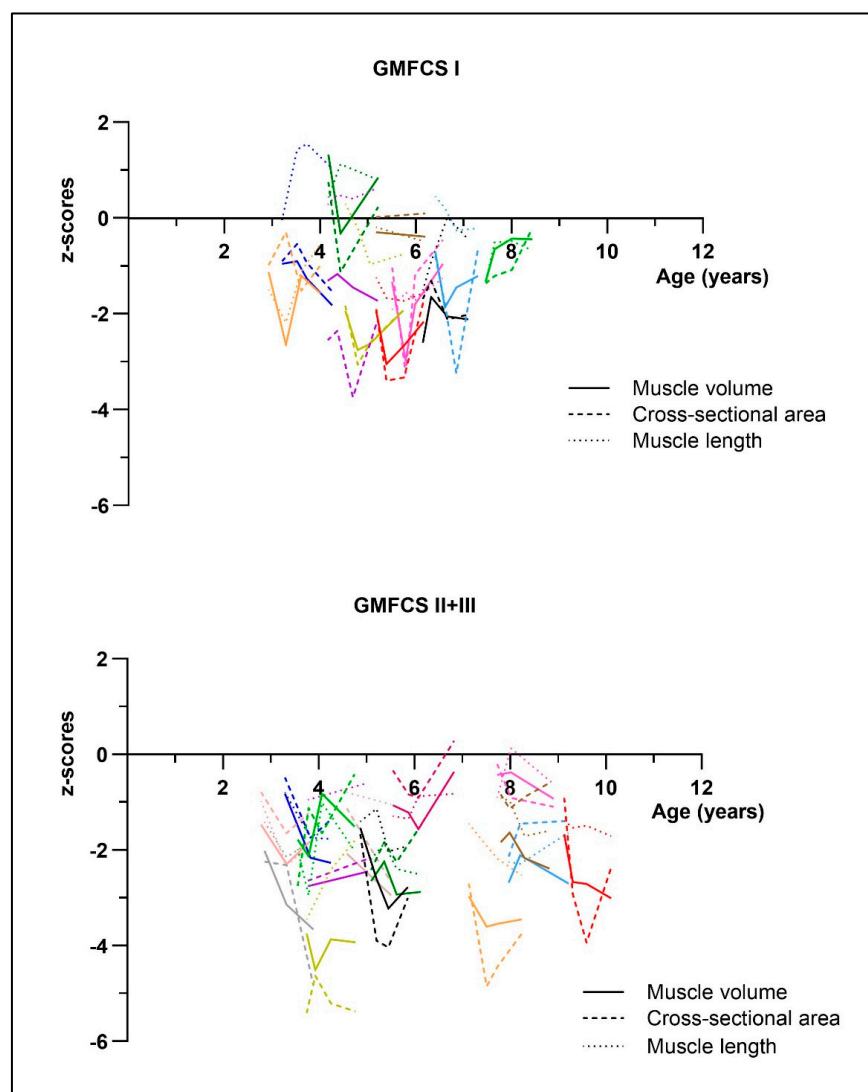 GMFCS I
2
0
-2
-4
-6
z-scores
2 4 6 8 10 12
Age (years)
Muscle volume
Cross-sectional area
Muscle length
GMFCS II+III
2
0
-2
-4
-6
z-scores
2 4 6 8 10 12
Age (years)
Muscle volume
Cross-sectional area
Muscle length